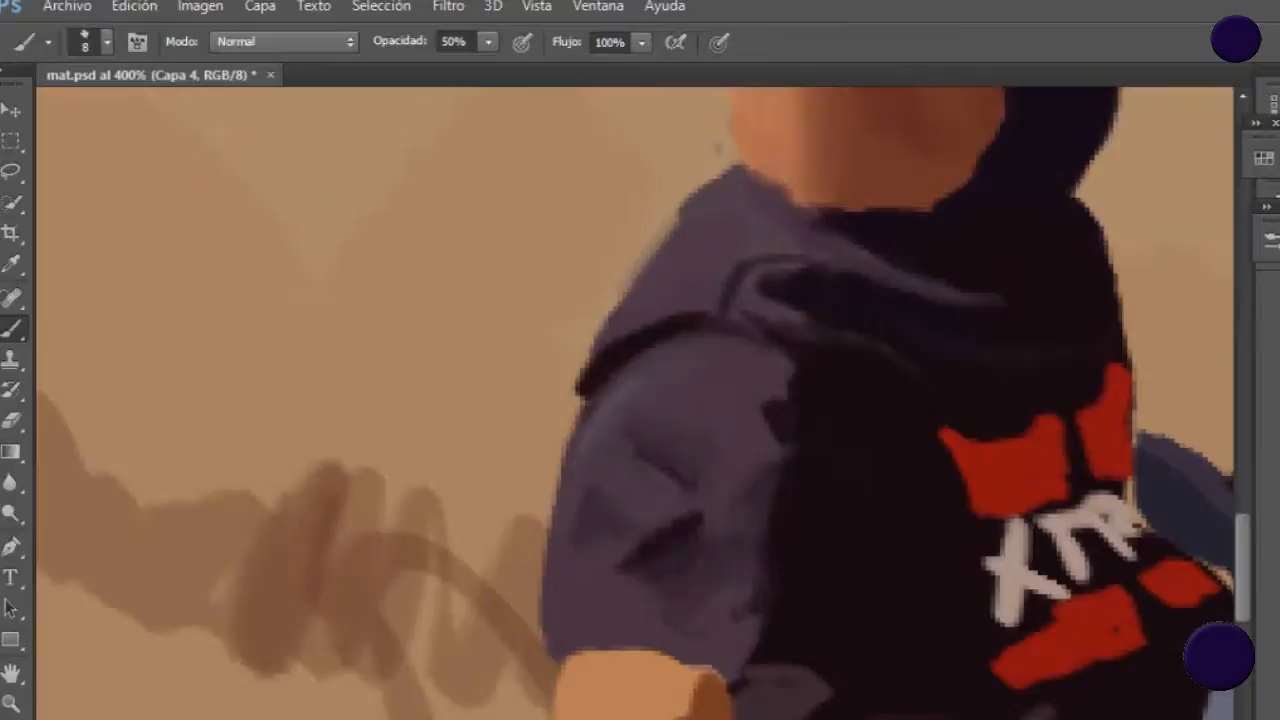 PS Archivo Edición Imagen Capa Texto Selección Filtro 3D Vista Ventana Ayuda
8 Modo: Normal Opacidad: 50% Flujo: 100%
mat.psd al 400% (Capa 4, RGB/8) * ×
T